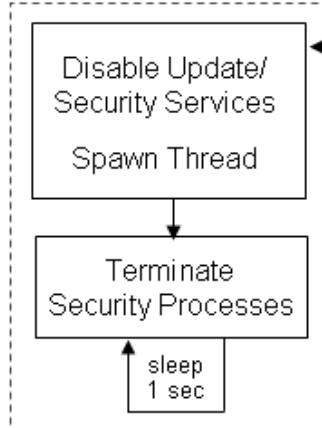 Disable Update/
Security Services
Spawn Thread
Terminate
Security Processes
sleep
1 sec